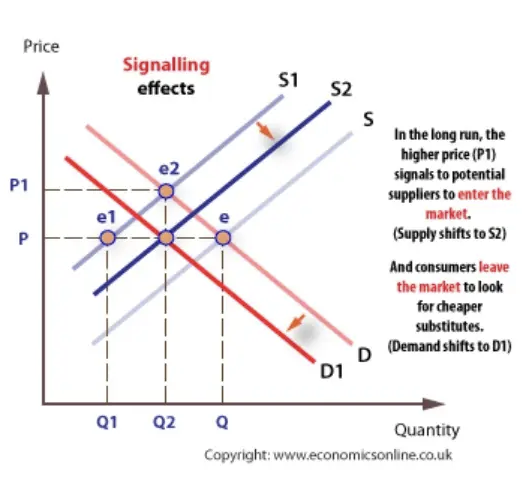 Price
Signalling
effects
S1
S2
S
In the long run, the
higher price (P1)
signals to potential
suppliers to enter the
market.
(Supply shifts to S2)
e2
P1
e1
e
P
And consumers leave
the market to look
for cheaper
substitutes.
(Demand shifts to D1)
D
D1
Q1
Q2
Q
Quantity
Copyright: www.economicsonline.co.uk